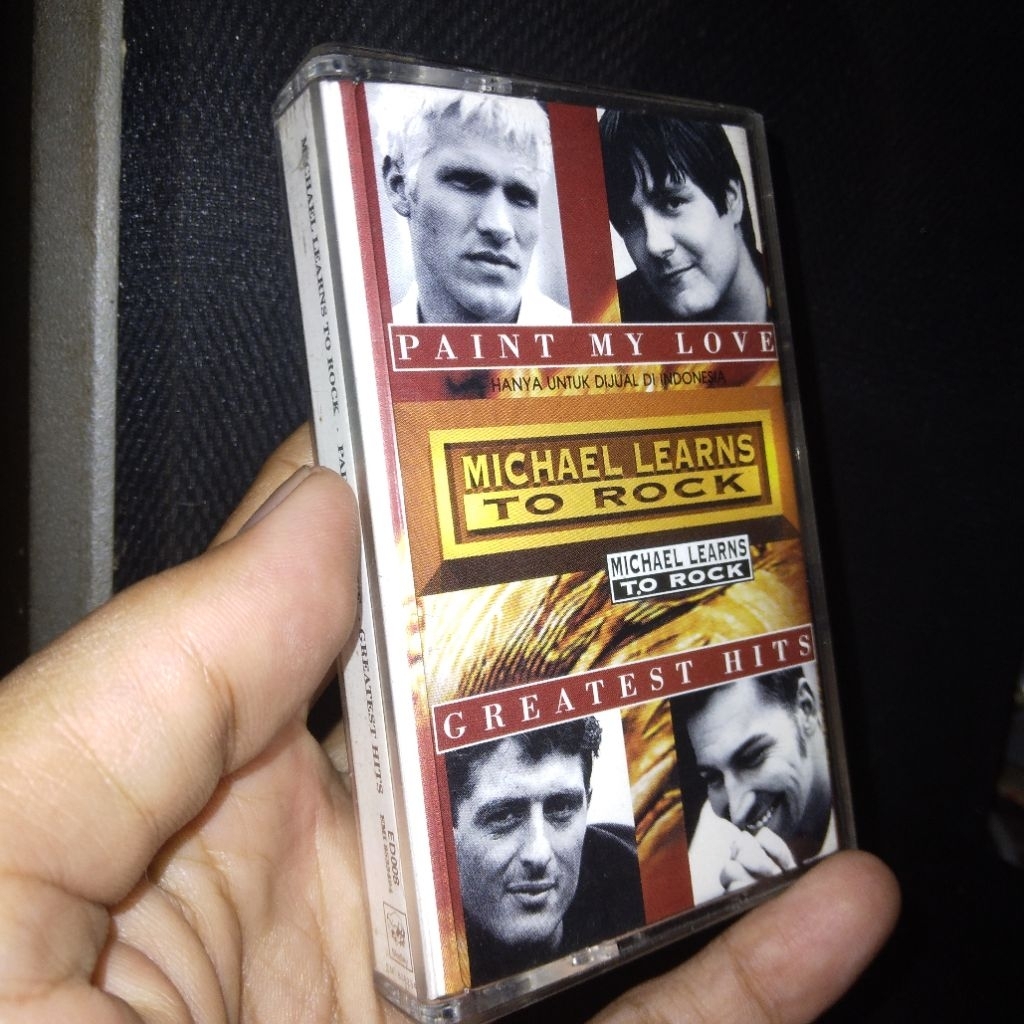 PAINT MY LOVE
HANYA UNTUK DIJUAL DI INDONESIA
MICHAEL LEARNS
TO ROCK
MICHAEL LEARNS
TO ROCK
GREATEST HITS
MICHAEL LEARNS TO ROCK ·
GREATEST HITS
ED008